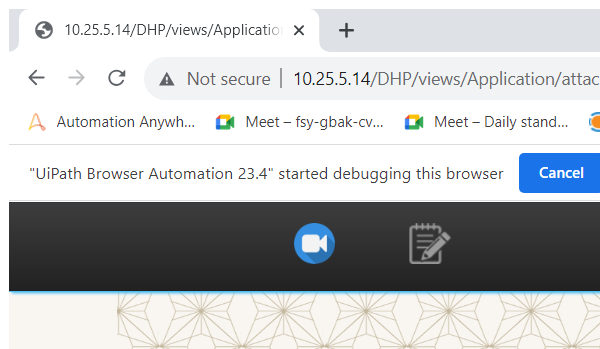 10.25.5.14/DHP/views/Applicatio
Not secure | 10.25.5.14/DHP/views/Application/attac
Automation Anywh... Meet – fsy-gbak-cv... Meet – Daily stand...
"UiPath Browser Automation 23.4" started debugging this browser Cancel